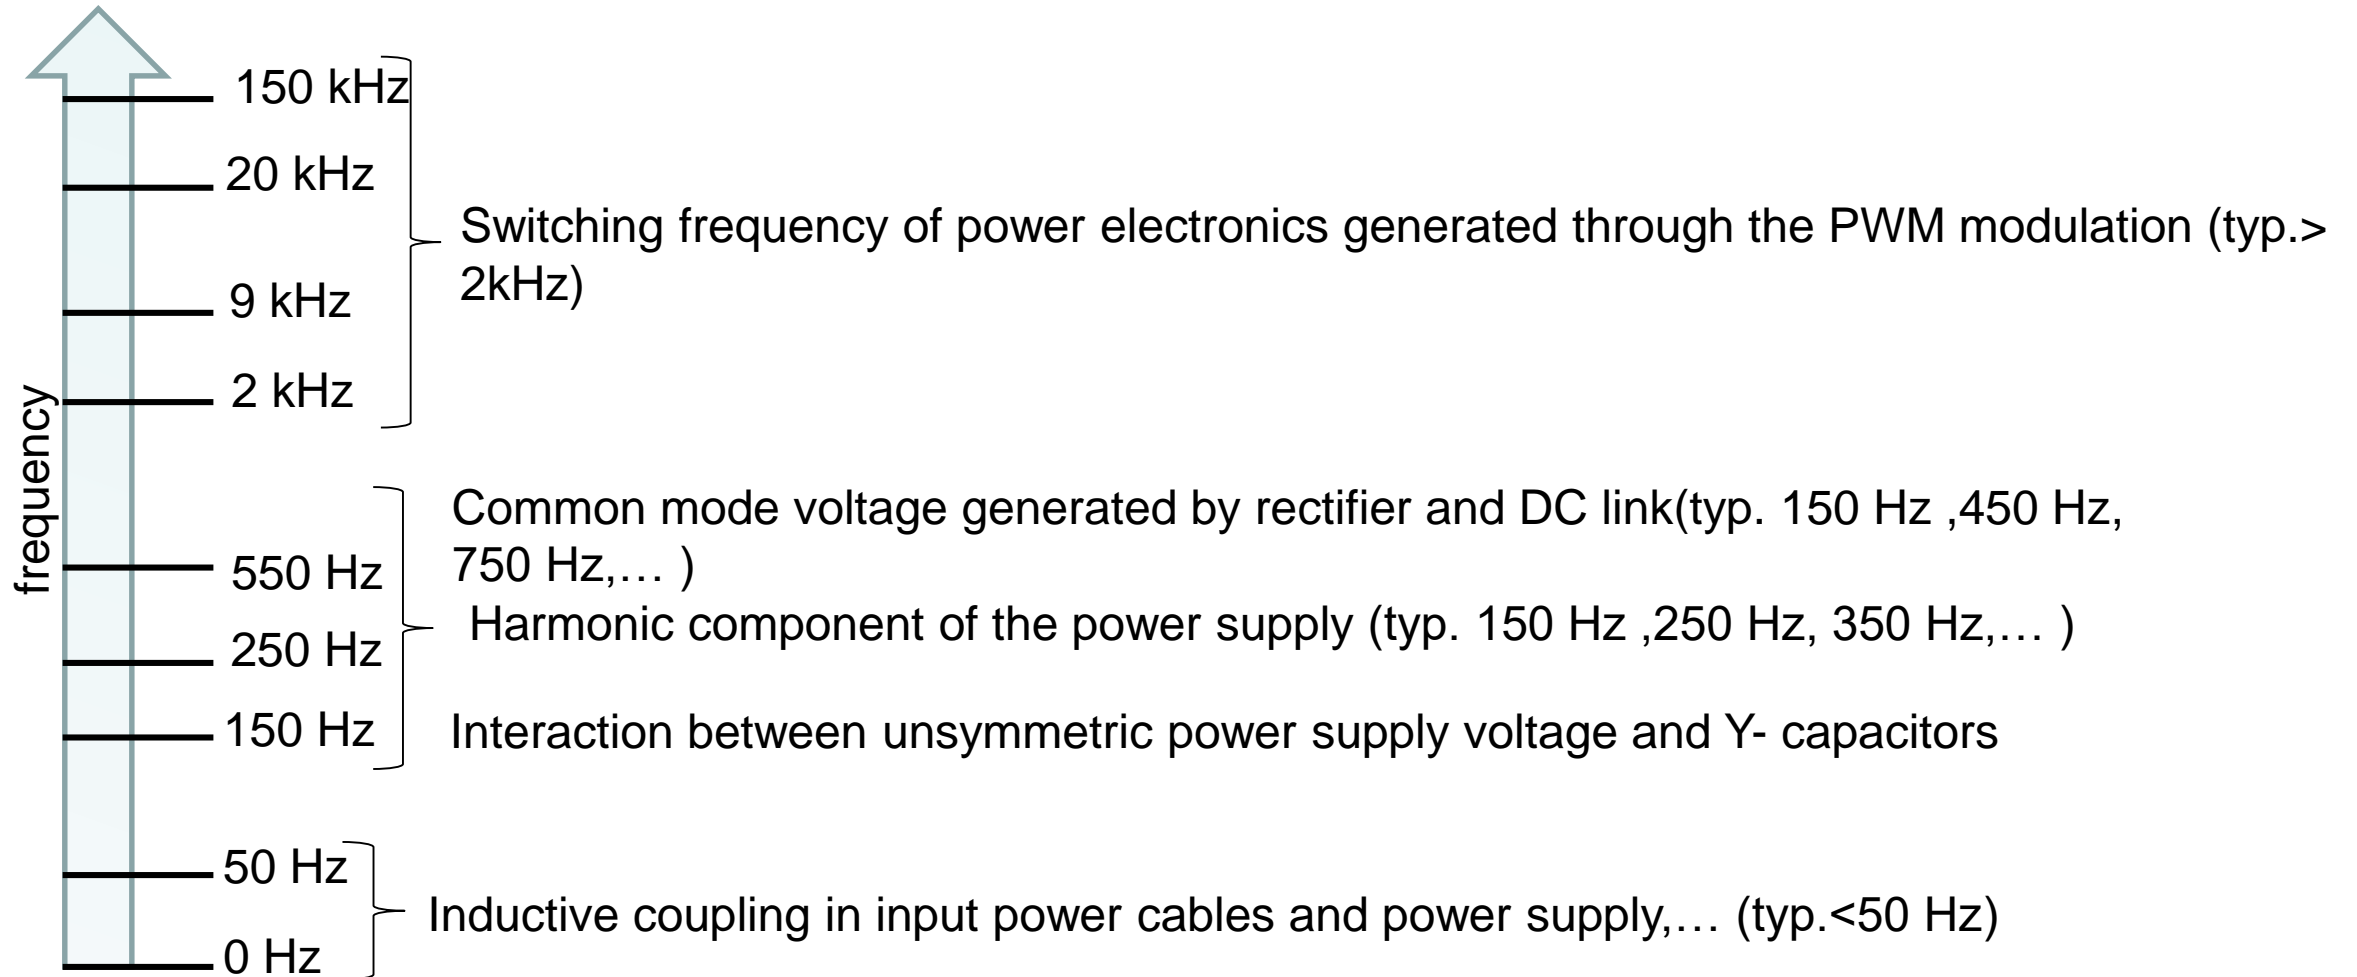 150 kHz
20 kHz
Switching frequency of power electronics generated through the PWM modulation (typ.>
2kHz)
9 kHz
2 kHz
frequency
Common mode voltage generated by rectifier and DC link(typ. 150 Hz ,450 Hz,
750 Hz,… )
550 Hz
Harmonic component of the power supply (typ. 150 Hz ,250 Hz, 350 Hz,… )
250 Hz
150 Hz
Interaction between unsymmetric power supply voltage and Y- capacitors
50 Hz
Inductive coupling in input power cables and power supply,… (typ.<50 Hz)
0 Hz